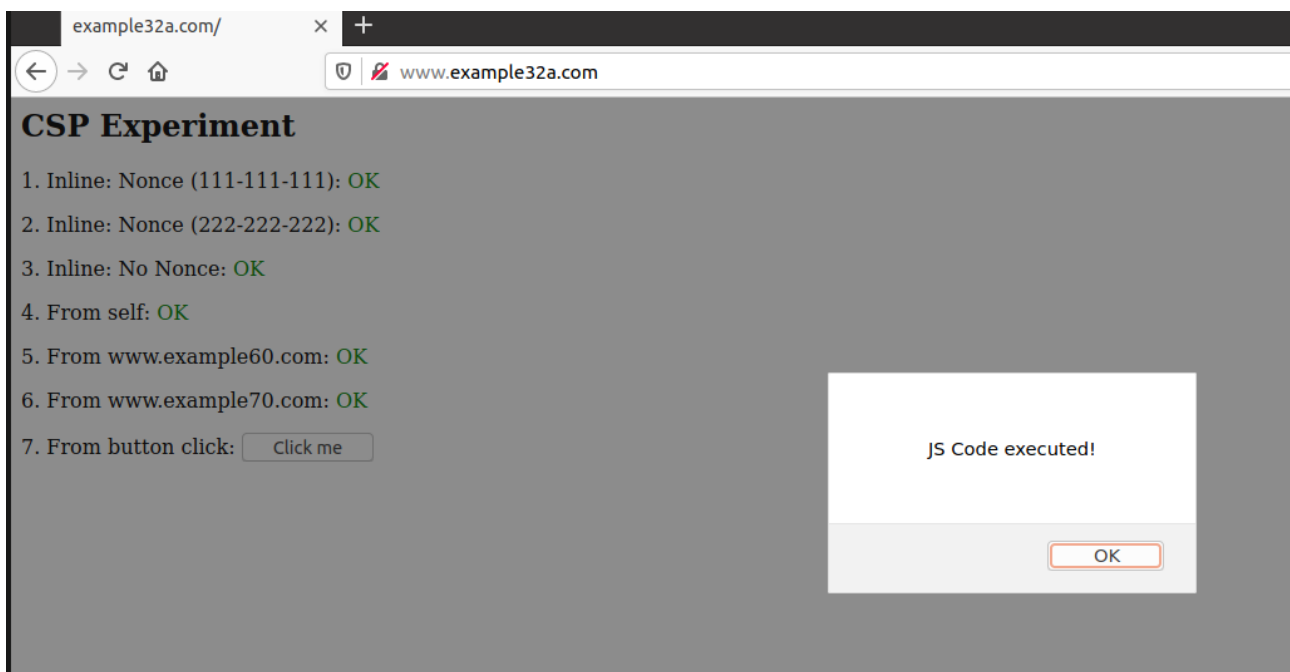 example32a.com/
www.example32a.com
CSP Experiment
1. Inline: Nonce (111-111-111): OK
2. Inline: Nonce (222-222-222): OK
3. Inline: No Nonce: OK
4. From self: OK
5. From www.example60.com: OK
6. From www.example70.com: OK
7. From button click: Click me
JS Code executed!
OK